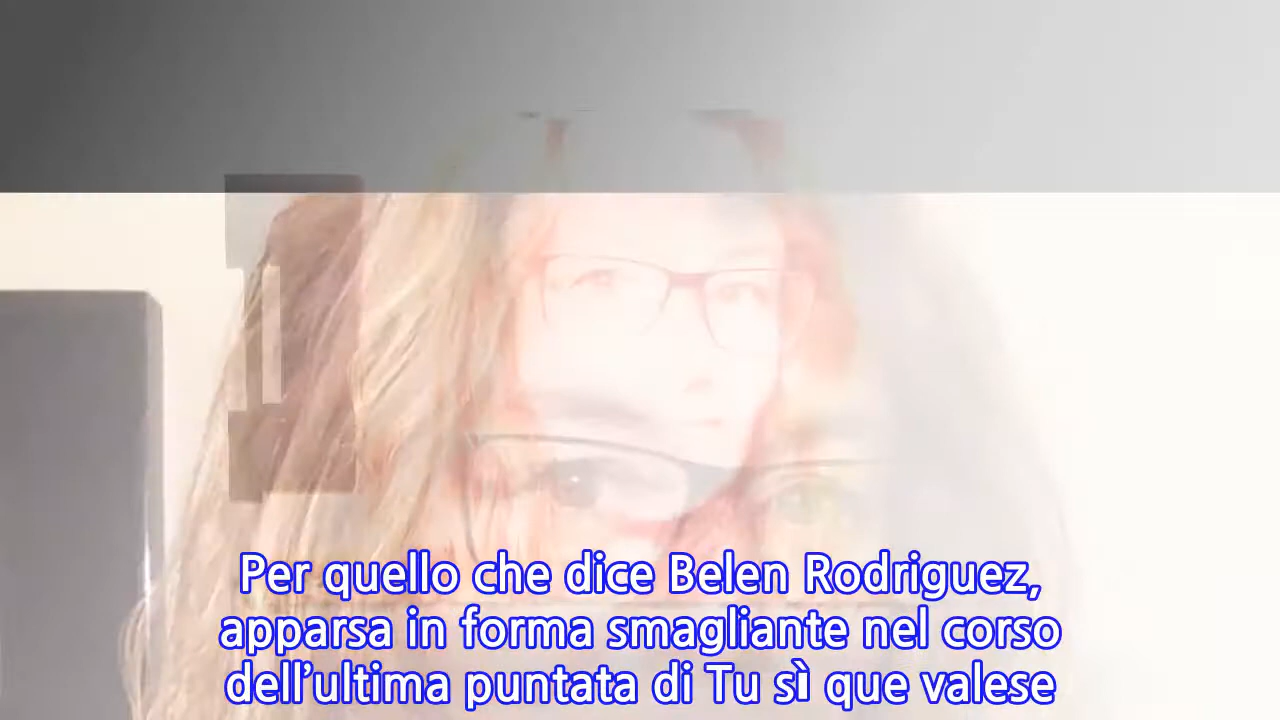 Per quello che dice Belen Rodriguez,
apparsa in forma smagliante nel corso
dell'ultima puntata di Tu sì que valese